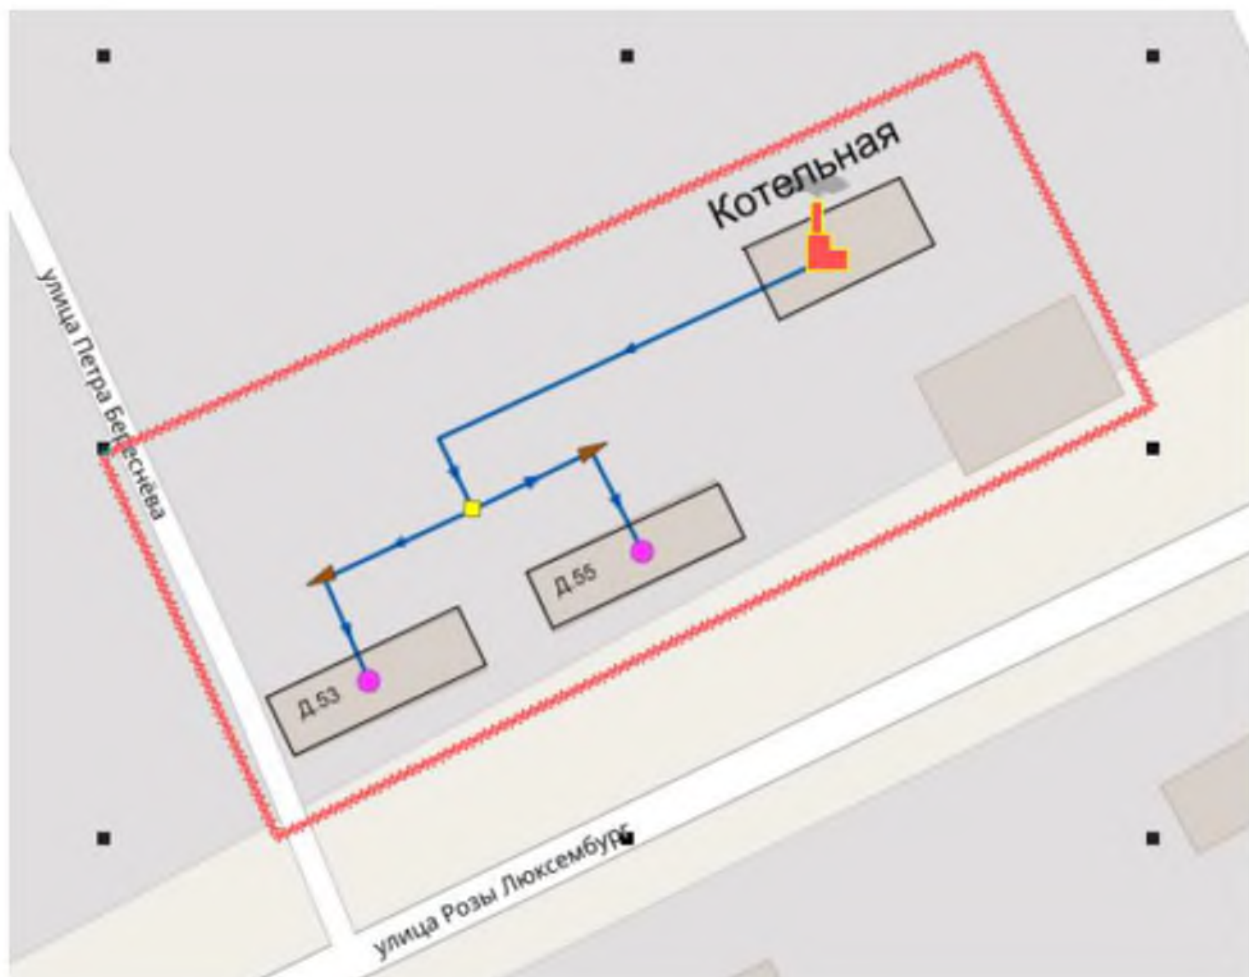 Котельная
улица Петра Береснёва
Д.55
Д.53
улица Розы Люксембург